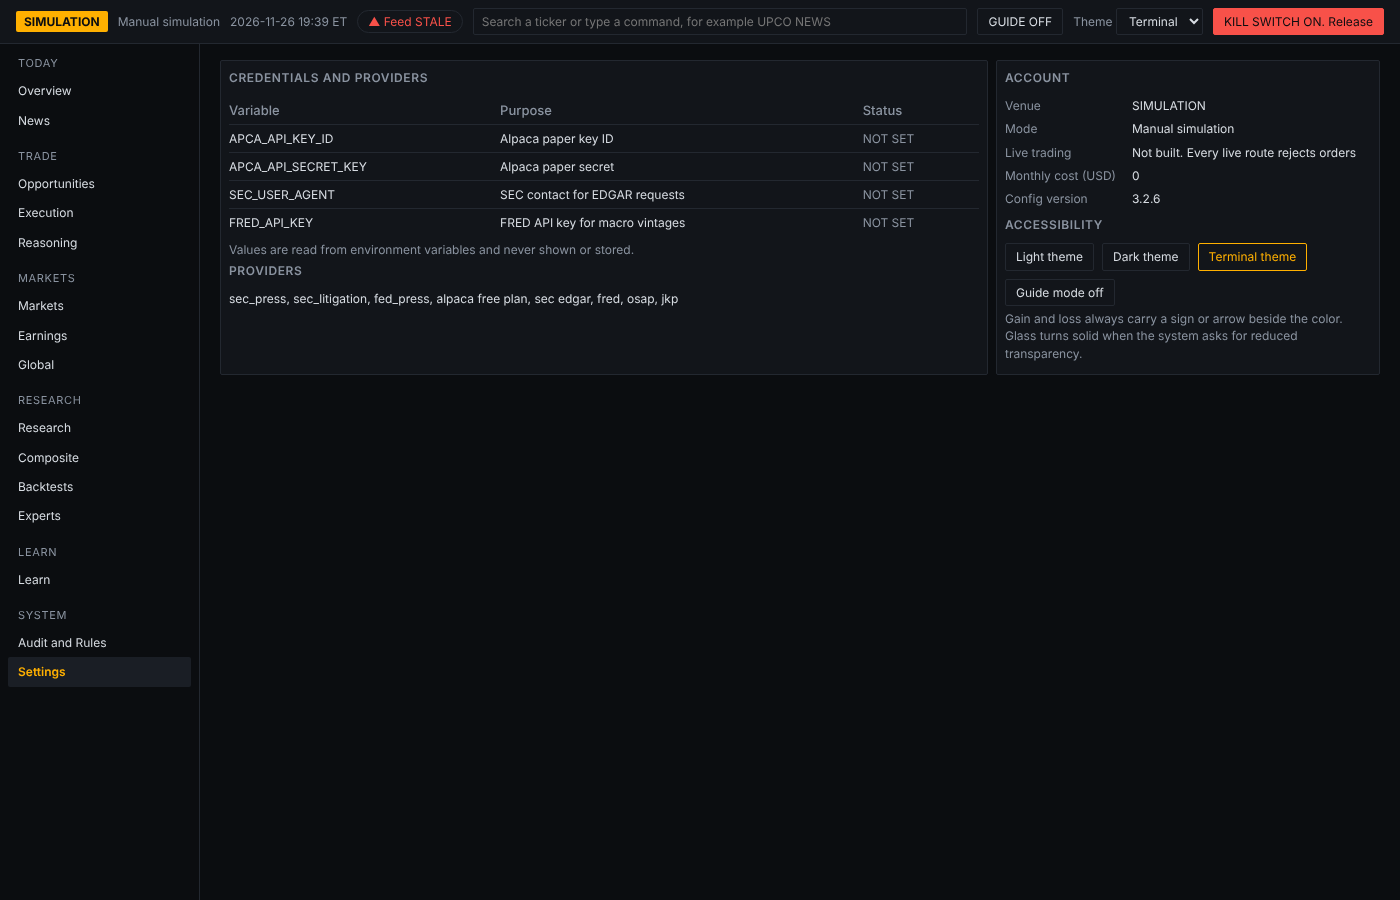 SIMULATION Manual simulation 2026-11-26 19:39 ET ▲ Feed STALE Search a ticker or type a command, for example UPCO NEWS GUIDE OFF Theme Terminal KILL SWITCH ON. Release
TODAY
Overview
News
TRADE
Opportunities
Execution
Reasoning
MARKETS
Markets
Earnings
Global
RESEARCH
Research
Composite
Backtests
Experts
LEARN
Learn
SYSTEM
Audit and Rules
Settings
CREDENTIALS AND PROVIDERS
Variable Purpose Status
APCA_API_KEY_ID Alpaca paper key ID NOT SET
APCA_API_SECRET_KEY Alpaca paper secret NOT SET
SEC_USER_AGENT SEC contact for EDGAR requests NOT SET
FRED_API_KEY FRED API key for macro vintages NOT SET
Values are read from environment variables and never shown or stored.
PROVIDERS
sec_press, sec_litigation, fed_press, alpaca free plan, sec edgar, fred, osap, jkp
ACCOUNT
Venue SIMULATION
Mode Manual simulation
Live trading Not built. Every live route rejects orders
Monthly cost (USD) 0
Config version 3.2.6
ACCESSIBILITY
Light theme Dark theme Terminal theme
Guide mode off
Gain and loss always carry a sign or arrow beside the color.
Glass turns solid when the system asks for reduced
transparency.